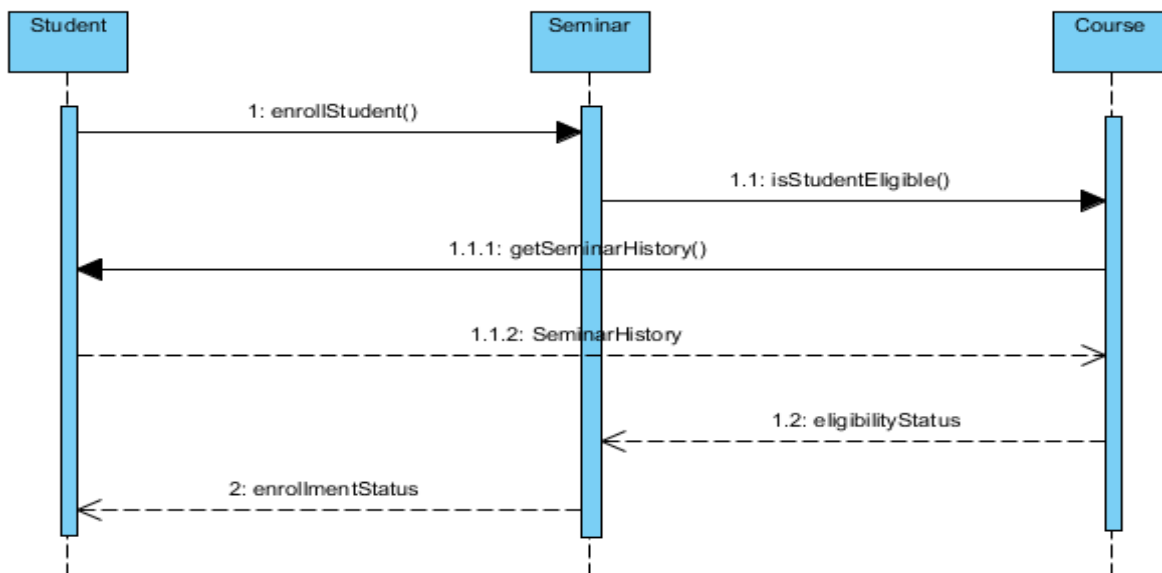 Student
Seminar
Course
1: enrollStudent()
1.1: isStudentEligible()
1.1.1: getSeminarHistory()
1.1.2: SeminarHistory
1.2: eligibilityStatus
2: enrollmentStatus